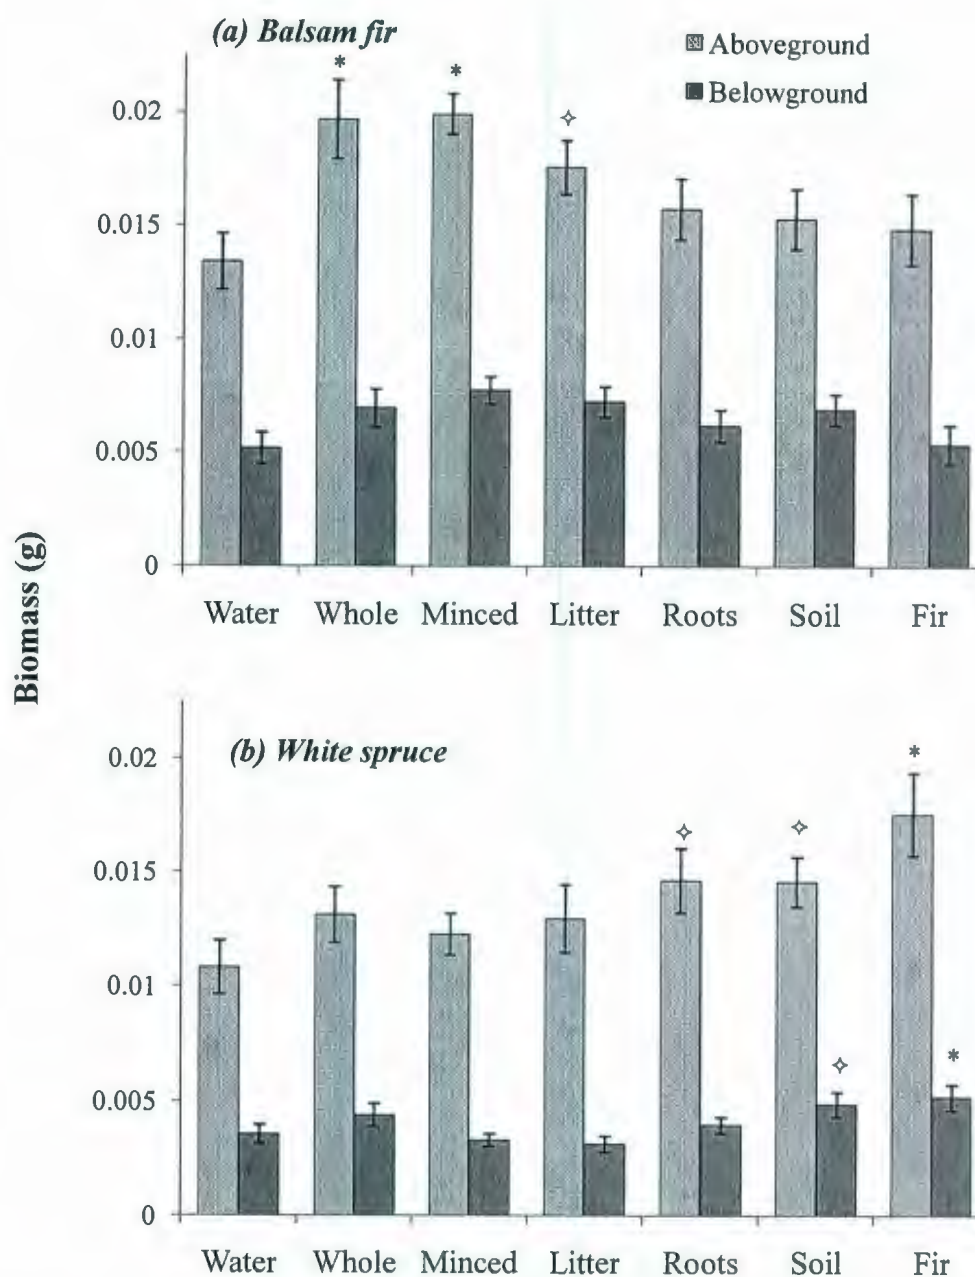 (a) Balsam fir
Aboveground
Belowground
*
*
✧
0.02
0.015
0.01
0.005
0
Water Whole Minced Litter Roots Soil Fir
Biomass (g)
(b) White spruce
*
✧
✧
✧
*
0.02
0.015
0.01
0.005
0
Water Whole Minced Litter Roots Soil Fir